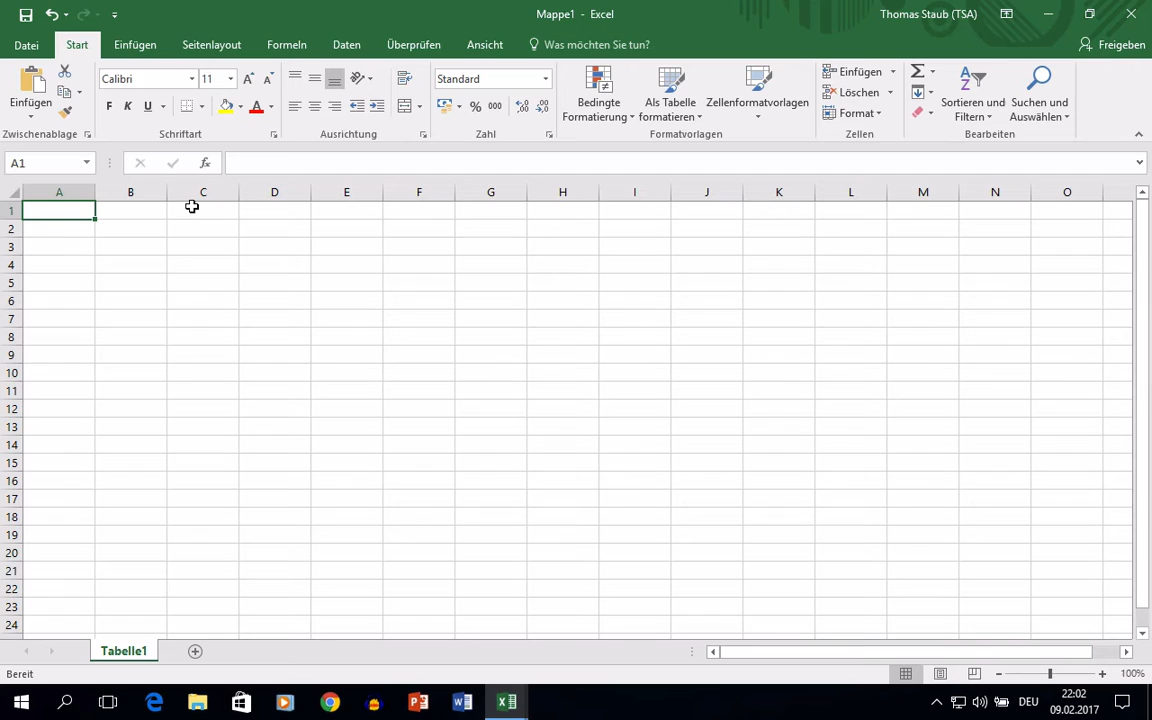 Mappe1 - Excel
Thomas Staub (TSA)
Datei Start Einfügen Seitenlayout Formeln Daten Überprüfen Ansicht Was möchten Sie tun? Freigeben
Einfügen
Zwischenablage
Calibri 11
F K U
Schriftart
Ausrichtung
Standard
% 000
Zahl
Bedingte Formatierung
Als Tabelle formatieren
Zellenformatvorlagen
Formatvorlagen
Einfügen
Löschen
Format
Zellen
Sortieren und Filtern
Suchen und Auswählen
Bearbeiten
A1 fx
A B C D E F G H I J K L M N O
1
2
3
4
5
6
7
8
9
10
11
12
13
14
15
16
17
18
19
20
21
22
23
24
Tabelle1
Bereit
100%
DEU
22:02
09.02.2017